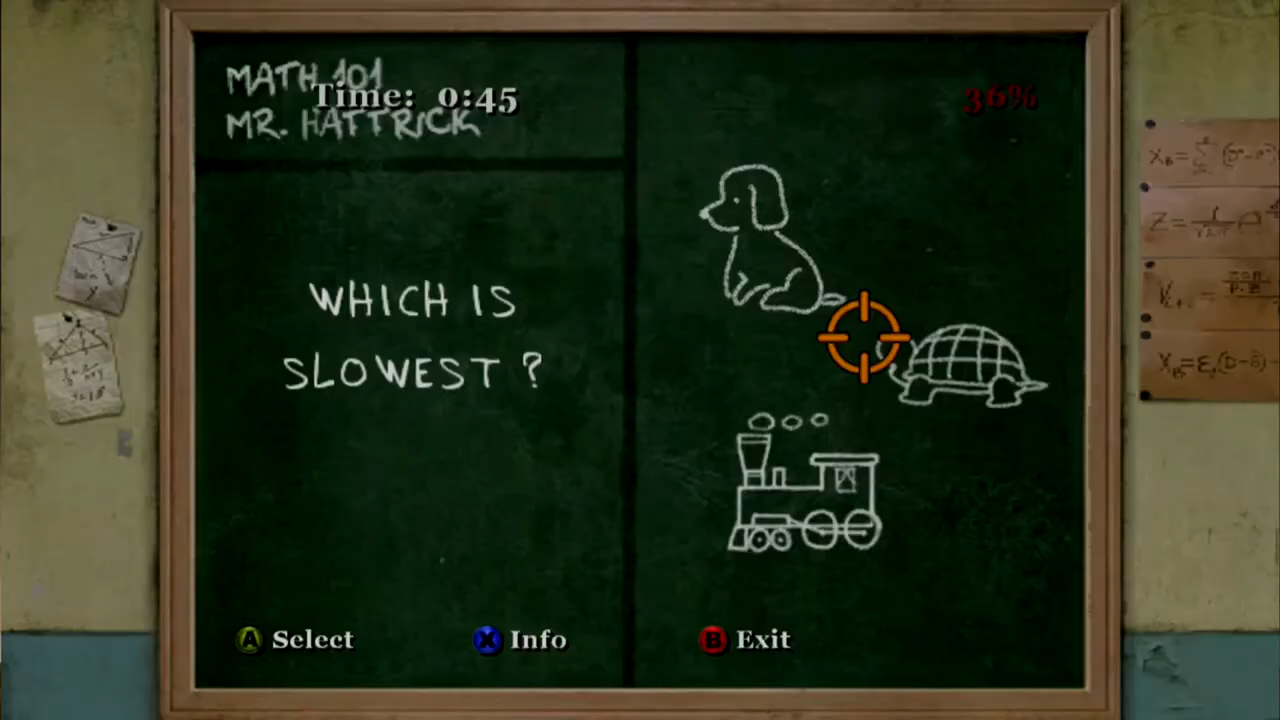 MATH 101
Time: 0:45
36%
MR. HATTRICK
WHICH IS
SLOWEST ?
A Select
X Info
B Exit